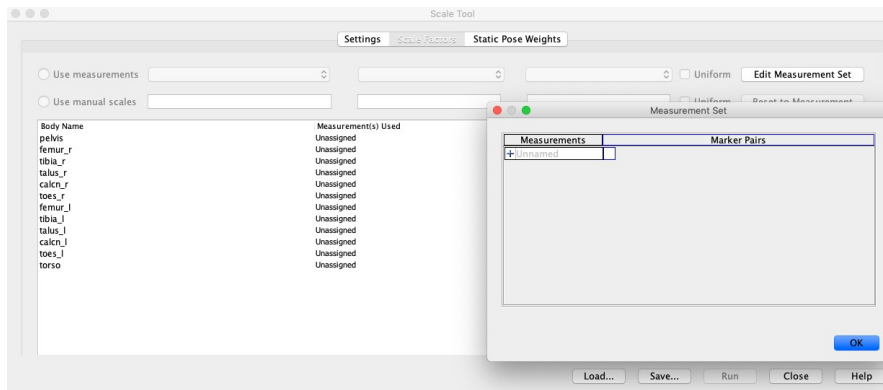 Scale Tool
Settings Scale Factors Static Pose Weights
Use measurements Uniform Edit Measurement Set
Use manual scales Uniform Reset to Measurement
Measurement Set
Body Name Measurement(s) Used
pelvis Unassigned
femur_r Unassigned
tibia_r Unassigned
talus_r Unassigned
calcn_r Unassigned
toes_r Unassigned
femur_l Unassigned
tibia_l Unassigned
talus_l Unassigned
calcn_l Unassigned
toes_l Unassigned
torso Unassigned
Measurements Marker Pairs
+ Unnamed
OK
Load... Save... Run Close Help